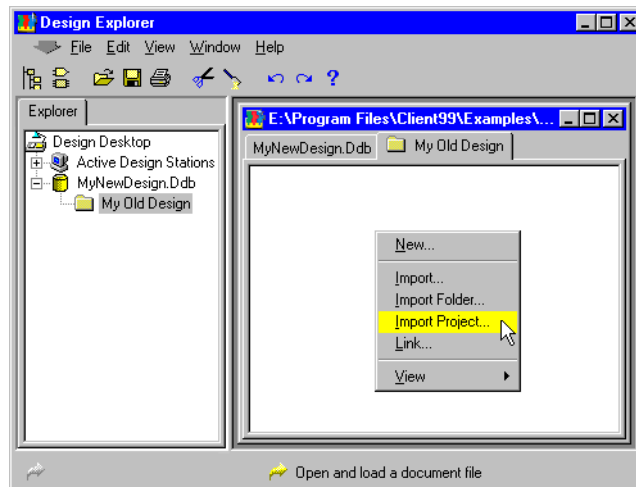 Design Explorer
File Edit View Window Help
Explorer
Design Desktop
Active Design Stations
MyNewDesign.Ddb
My Old Design
E:\Program Files\Client99\Examples\...
MyNewDesign.Ddb My Old Design
New...
Import...
Import Folder...
Import Project...
Link...
View
Open and load a document file